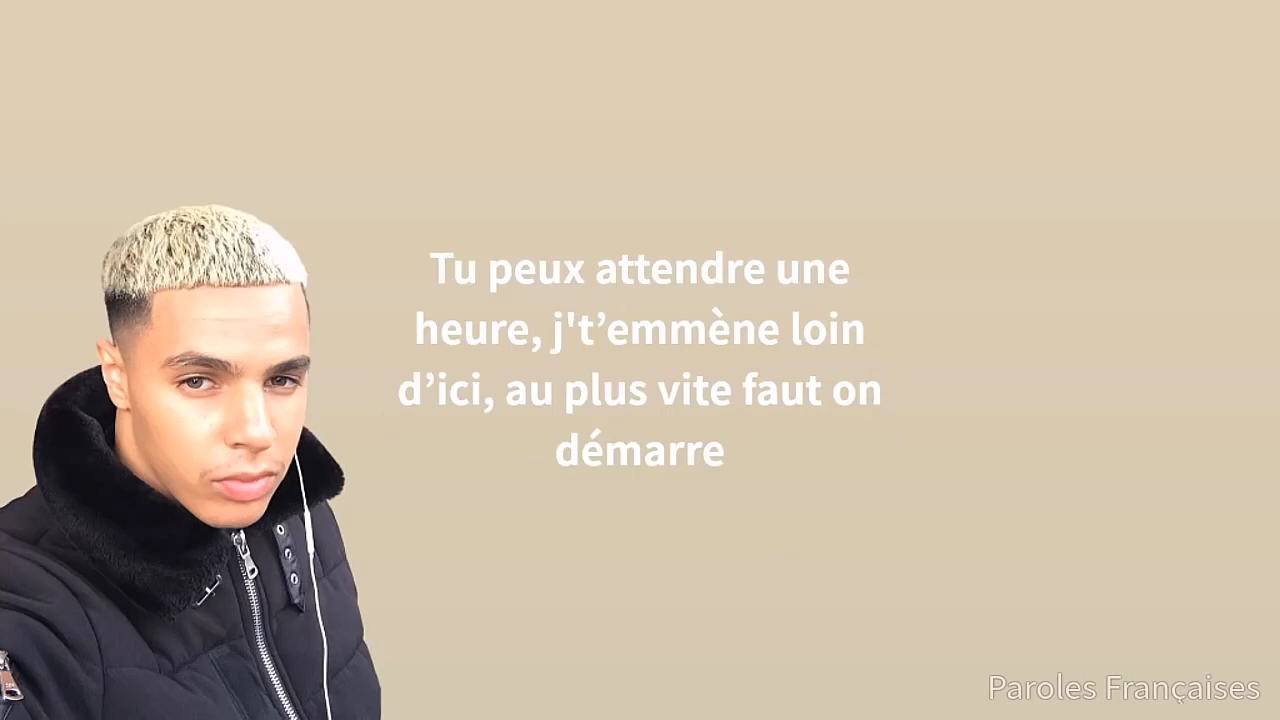 Tu peux attendre une
heure, j't’emmène loin
d’ici, au plus vite faut on
démarre
Paroles Françaises